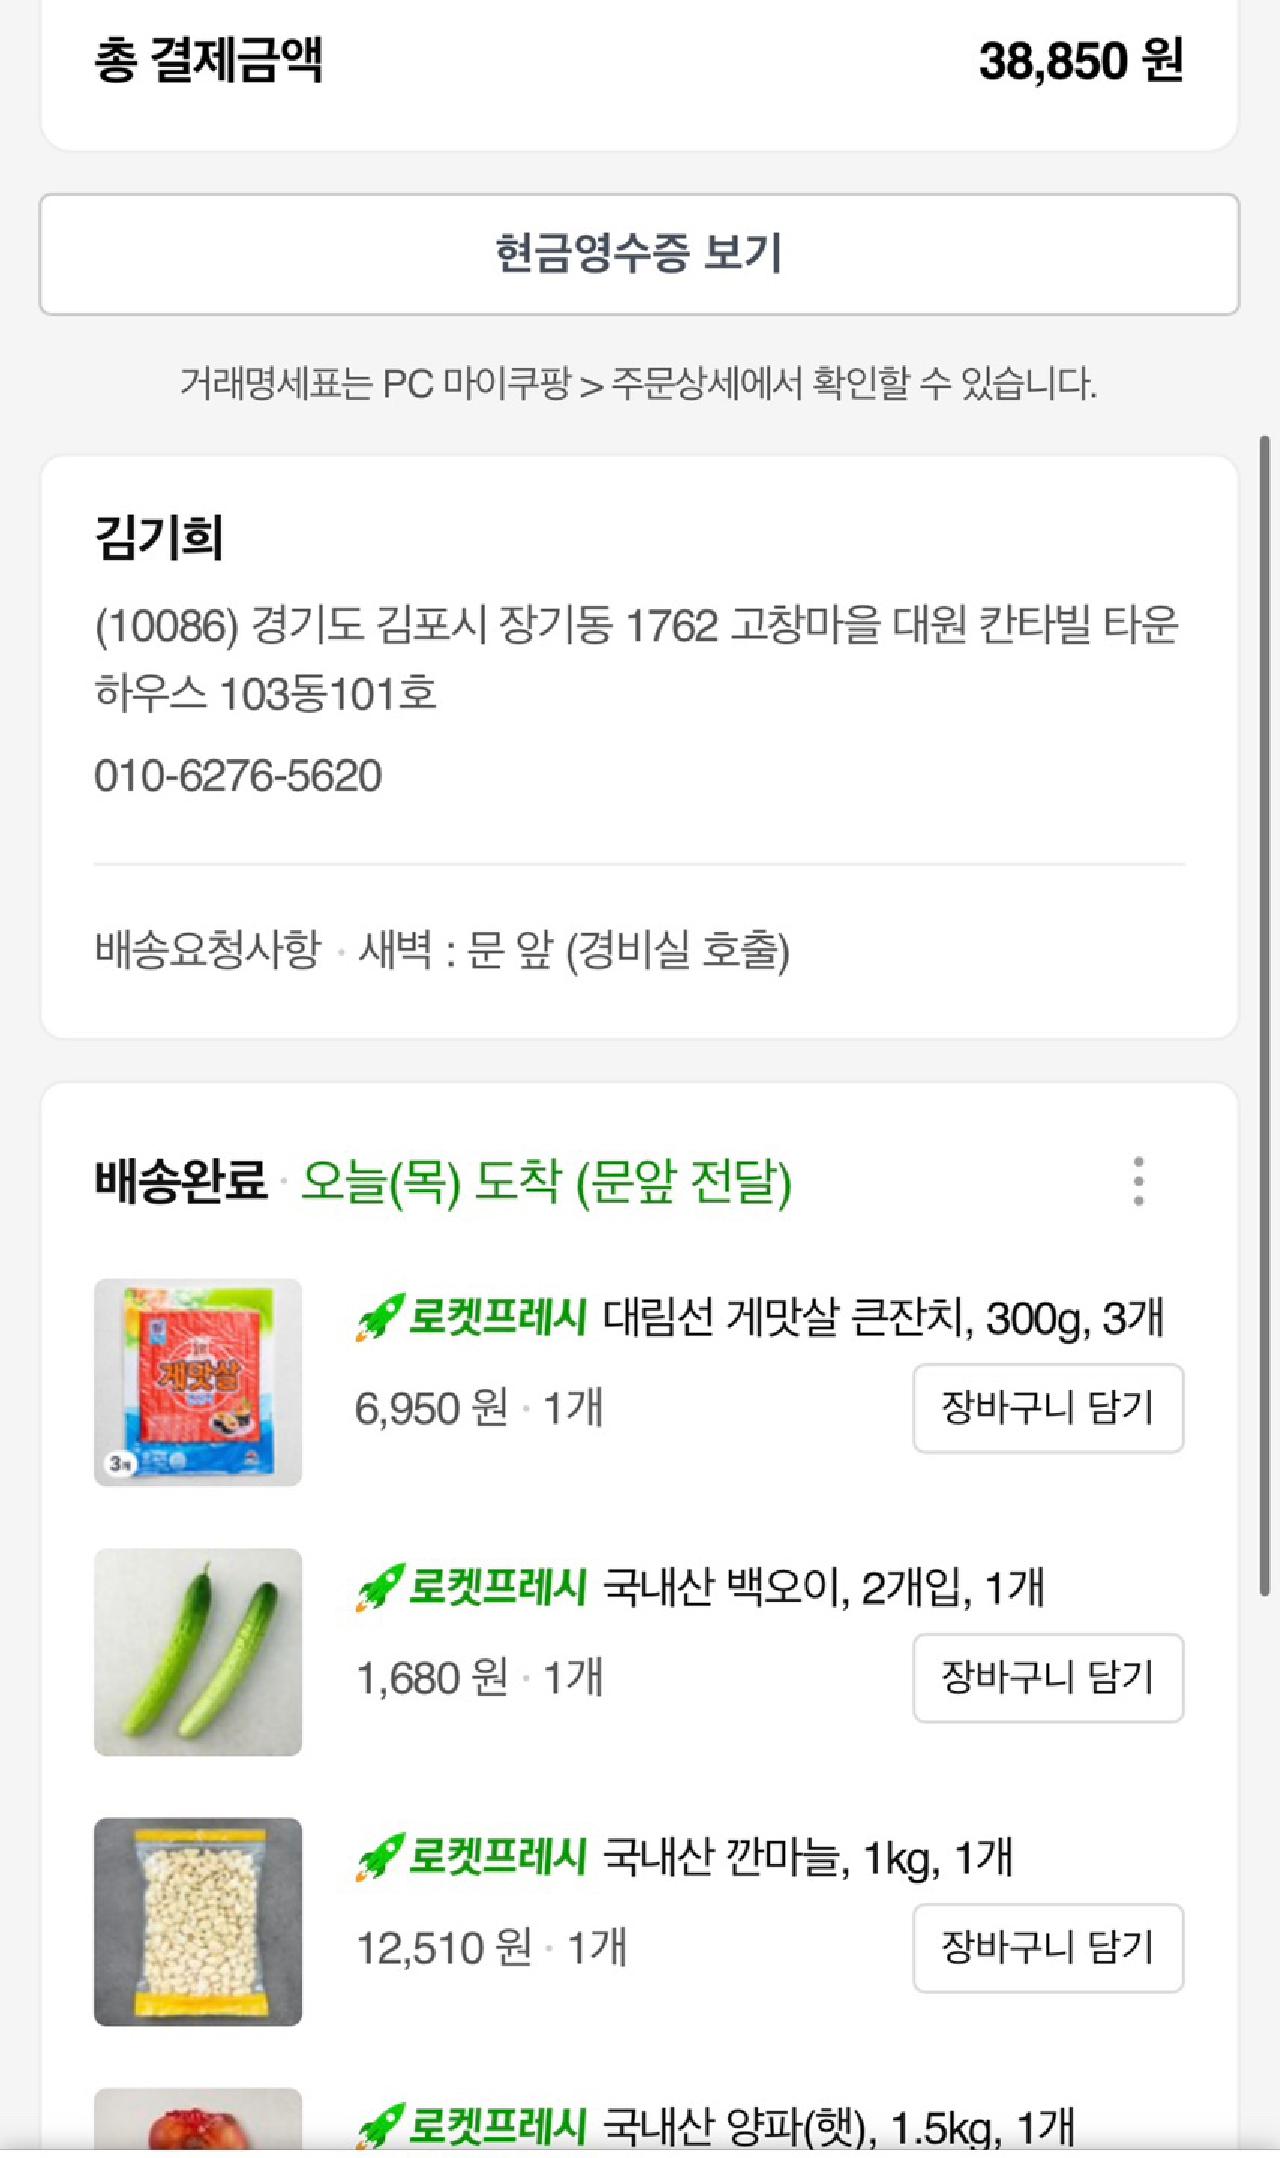 총 결제금액 38,850 원
현금영수증 보기
거래명세표는 PC 마이쿠팡 > 주문상세에서 확인할 수 있습니다.
김기희
(10086) 경기도 김포시 장기동 1762 고창마을 대원 칸타빌 타운
하우스 103동101호
010-6276-5620
배송요청사항 · 새벽 : 문 앞 (경비실 호출)
배송완료 · 오늘(목) 도착 (문앞 전달)
게맛살
3개
로켓프레시 대림선 게맛살 큰잔치, 300g, 3개
6,950 원 · 1개
장바구니 담기
로켓프레시 국내산 백오이, 2개입, 1개
1,680 원 · 1개
장바구니 담기
로켓프레시 국내산 깐마늘, 1kg, 1개
12,510 원 · 1개
장바구니 담기
로켓프레시 국내산 양파(햇), 1.5kg, 1개